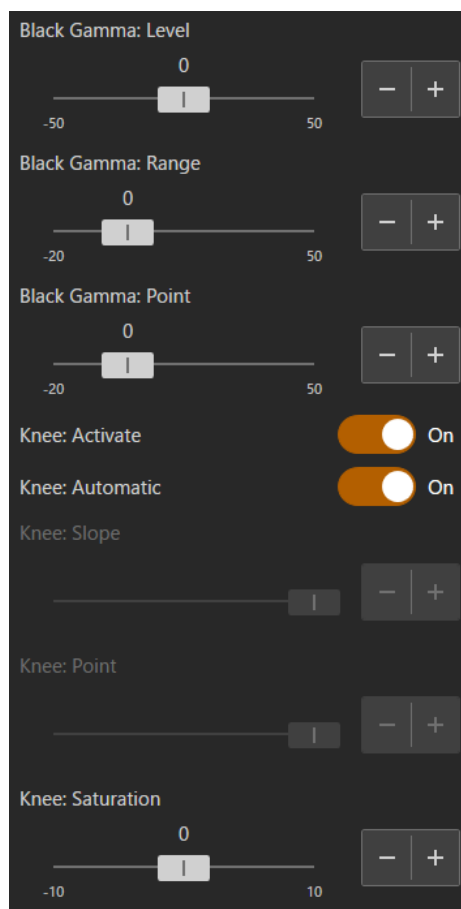 Black Gamma: Level
0
− +
-50 50
Black Gamma: Range
0
− +
-20 50
Black Gamma: Point
0
− +
-20 50
Knee: Activate On
Knee: Automatic On
Knee: Slope
− +
Knee: Point
− +
Knee: Saturation
0
− +
-10 10